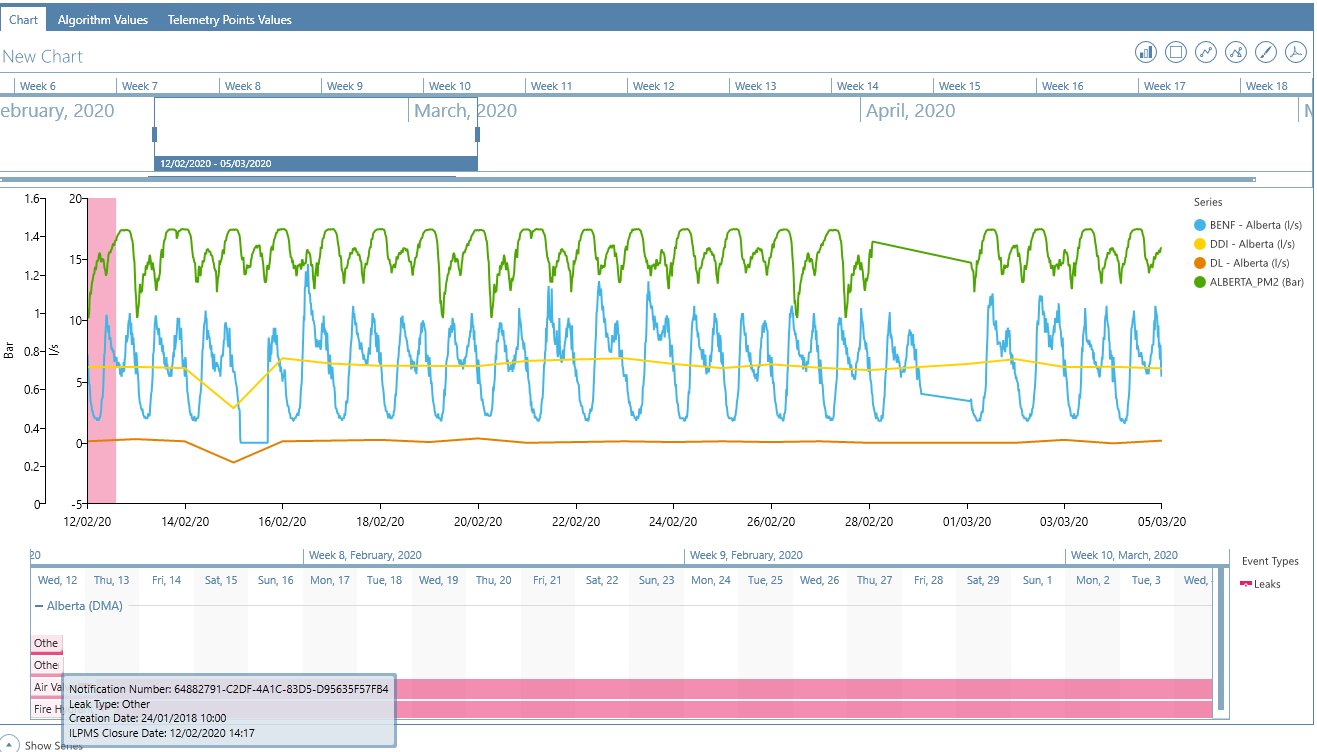 Chart Algorithm Values Telemetry Points Values
New Chart
Week 6 Week 7 Week 8 Week 9 Week 10 Week 11 Week 12 Week 13 Week 14 Week 15 Week 16 Week 17 Week 18
ebruary, 2020 March, 2020 April, 2020
12/02/2020 - 05/03/2020
Bar
1.6
1.4
1.2
1
0.8
0.6
0.4
0.2
0
l/s
20
15
10
5
0
-5
12/02/20 14/02/20 16/02/20 18/02/20 20/02/20 22/02/20 24/02/20 26/02/20 28/02/20 01/03/20 03/03/20 05/03/20
Series
BENF - Alberta (l/s)
DDI - Alberta (l/s)
DL - Alberta (l/s)
ALBERTA_PM2 (Bar)
20 Week 8, February, 2020 Week 9, February, 2020 Week 10, March, 2020
Wed, 12 Thu, 13 Fri, 14 Sat, 15 Sun, 16 Mon, 17 Tue, 18 Wed, 19 Thu, 20 Fri, 21 Sat, 22 Sun, 23 Mon, 24 Tue, 25 Wed, 26 Thu, 27 Fri, 28 Sat, 29 Sun, 1 Mon, 2 Tue, 3 Wed,
Alberta (DMA)
Othe
Othe
Air Va
Fire H
Notification Number: 64882791-C2DF-4A1C-83D5-D95635F57FB4
Leak Type: Other
Creation Date: 24/01/2018 10:00
ILPMS Closure Date: 12/02/2020 14:17
Event Types
Leaks
Show Series